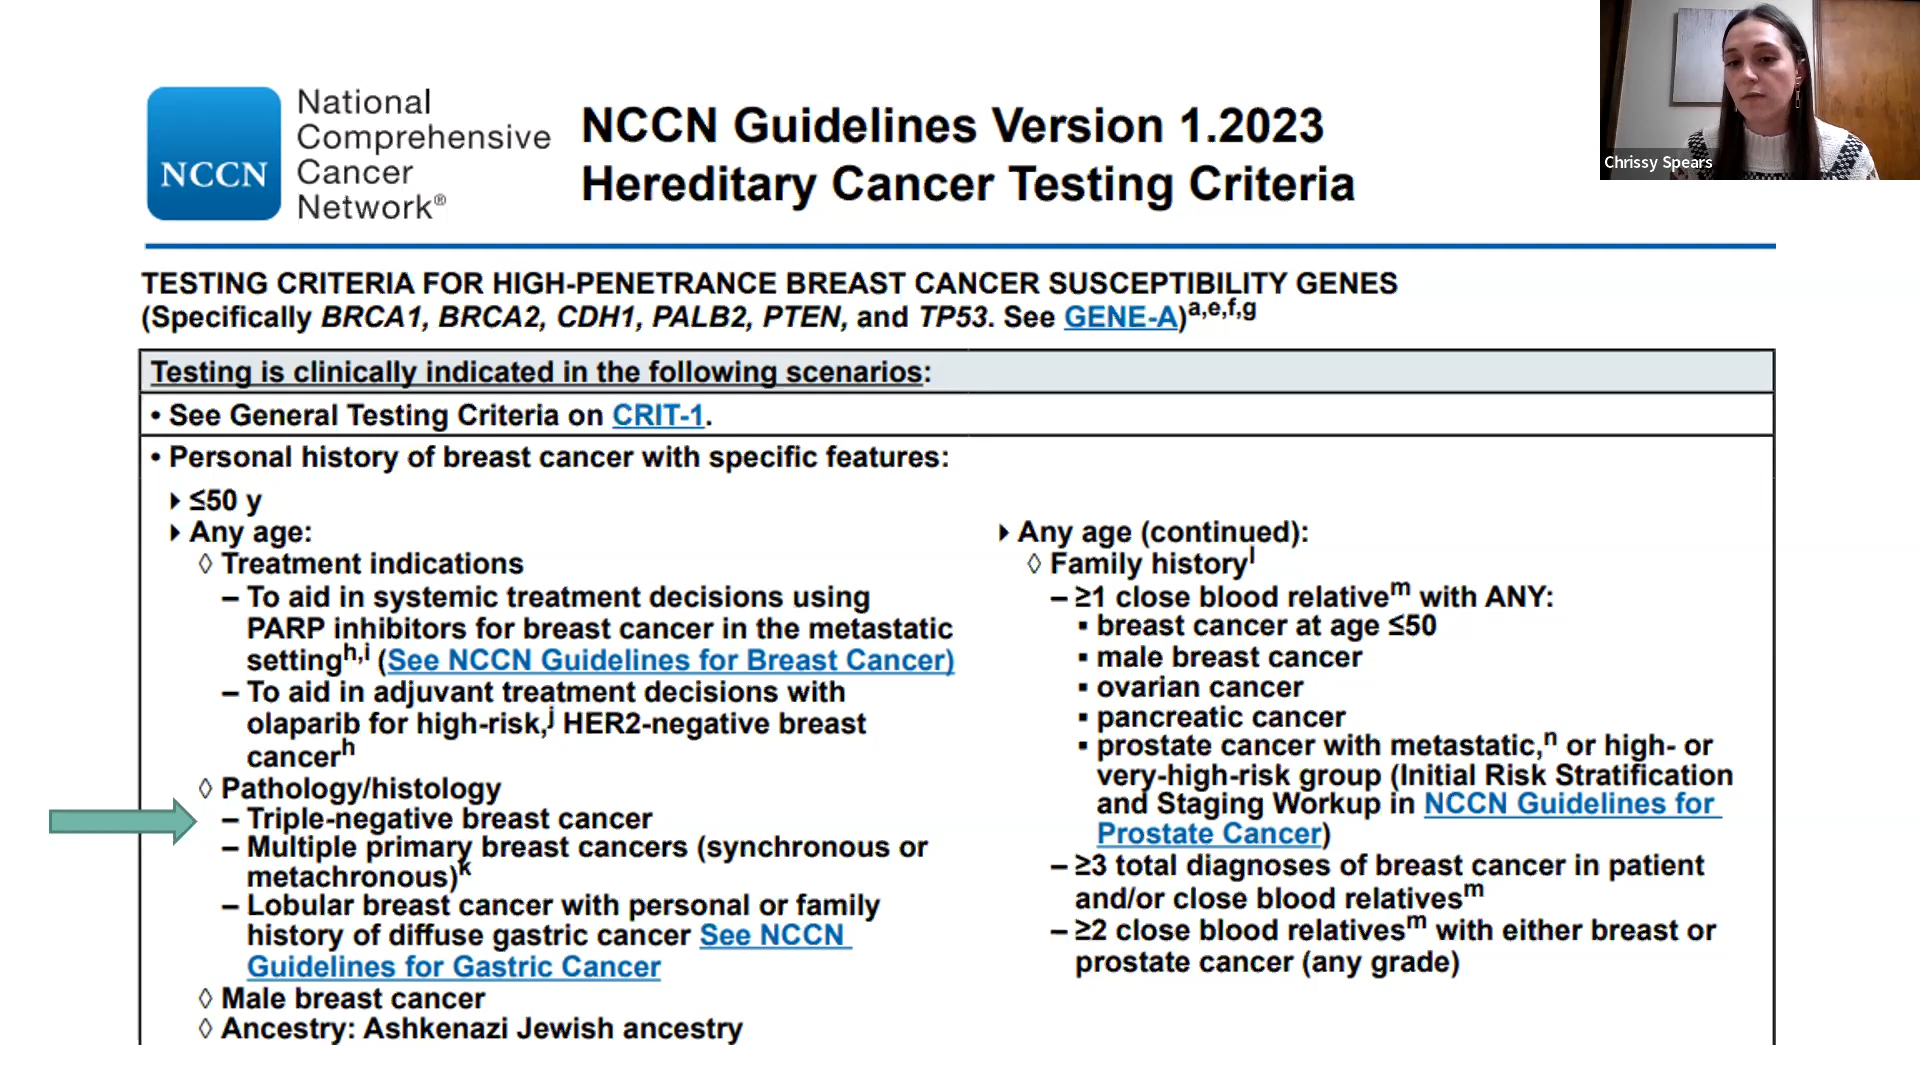 NCCN
National
Comprehensive
Cancer
Network®
NCCN Guidelines Version 1.2023
Hereditary Cancer Testing Criteria
Chrissy Spears
TESTING CRITERIA FOR HIGH-PENETRANCE BREAST CANCER SUSCEPTIBILITY GENES
(Specifically BRCA1, BRCA2, CDH1, PALB2, PTEN, and TP53. See GENE-A)a,e,f,g
Testing is clinically indicated in the following scenarios:
• See General Testing Criteria on CRIT-1.
• Personal history of breast cancer with specific features:
▸ ≤50 y
▸ Any age:
◊ Treatment indications
– To aid in systemic treatment decisions using
PARP inhibitors for breast cancer in the metastatic
settingh,i (See NCCN Guidelines for Breast Cancer)
– To aid in adjuvant treatment decisions with
olaparib for high-risk,j HER2-negative breast
cancerh
◊ Pathology/histology
– Triple-negative breast cancer
– Multiple primary breast cancers (synchronous or
metachronous)k
– Lobular breast cancer with personal or family
history of diffuse gastric cancer See NCCN
Guidelines for Gastric Cancer
◊ Male breast cancer
◊ Ancestry: Ashkenazi Jewish ancestry
▸ Any age (continued):
◊ Family historyl
– ≥1 close blood relativem with ANY:
▪ breast cancer at age ≤50
▪ male breast cancer
▪ ovarian cancer
▪ pancreatic cancer
▪ prostate cancer with metastatic,n or high- or
very-high-risk group (Initial Risk Stratification
and Staging Workup in NCCN Guidelines for
Prostate Cancer)
– ≥3 total diagnoses of breast cancer in patient
and/or close blood relativesm
– ≥2 close blood relativesm with either breast or
prostate cancer (any grade)